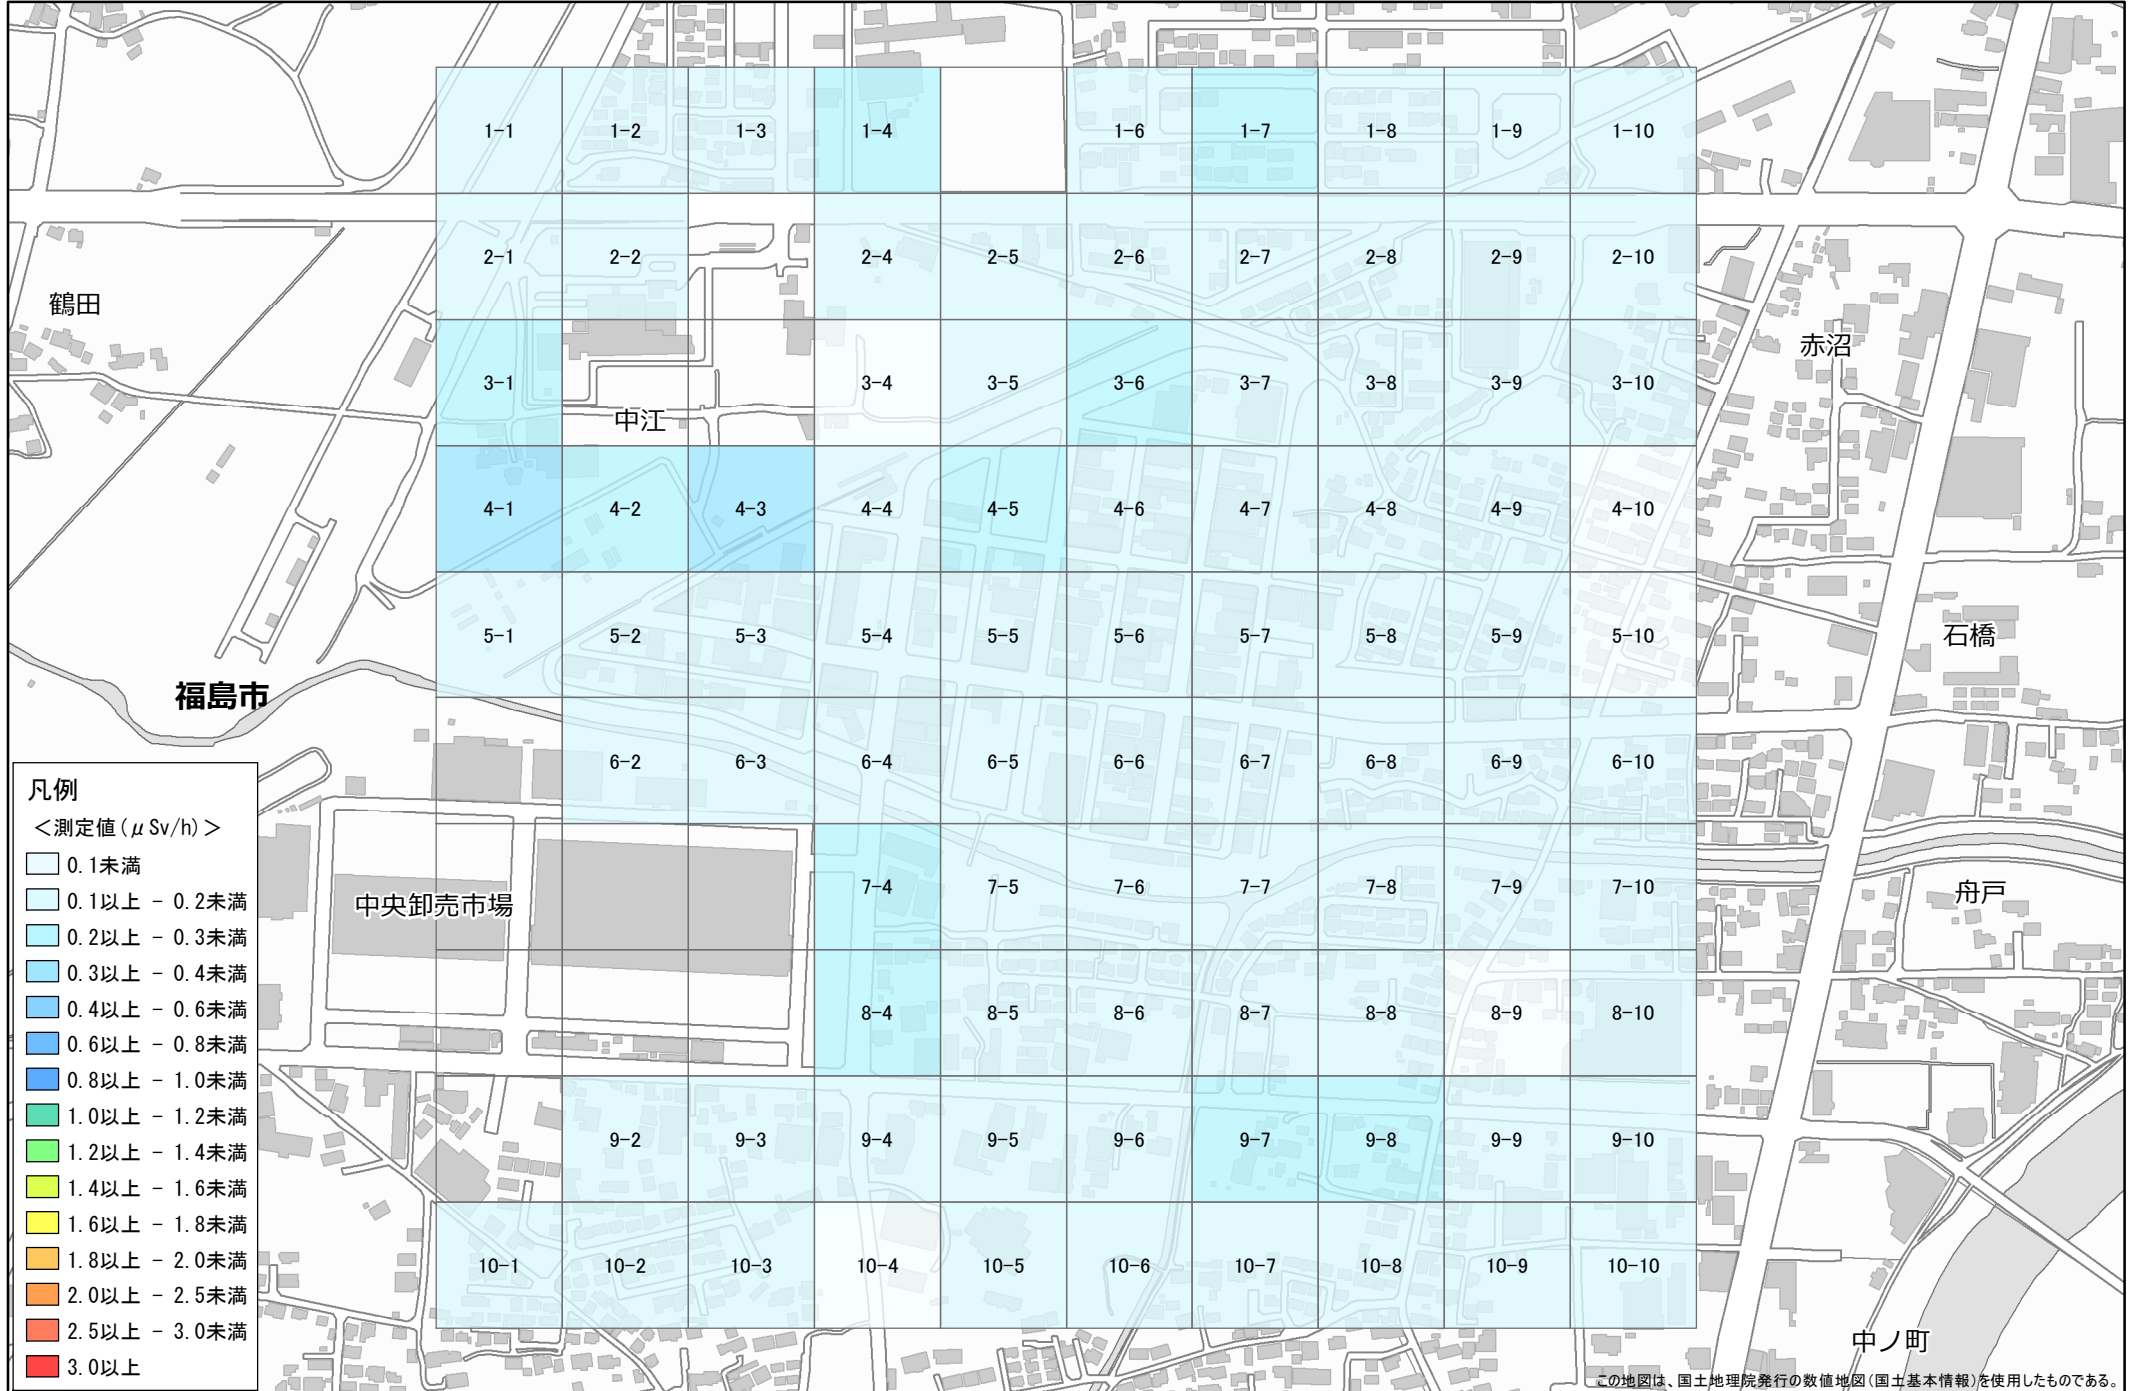 1-1 1-2 1-3 1-4 1-6 1-7 1-8 1-9 1-10
2-1 2-2 2-4 2-5 2-6 2-7 2-8 2-9 2-10
鶴田
赤沼
3-1 3-4 3-5 3-6 3-7 3-8 3-9 3-10
中江
4-1 4-2 4-3 4-4 4-5 4-6 4-7 4-8 4-9 4-10
5-1 5-2 5-3 5-4 5-5 5-6 5-7 5-8 5-9 5-10
石橋
福島市
6-2 6-3 6-4 6-5 6-6 6-7 6-8 6-9 6-10
7-4 7-5 7-6 7-7 7-8 7-9 7-10
舟戸
中央卸売市場
8-4 8-5 8-6 8-7 8-8 8-9 8-10
9-2 9-3 9-4 9-5 9-6 9-7 9-8 9-9 9-10
10-1 10-2 10-3 10-4 10-5 10-6 10-7 10-8 10-9 10-10
中ノ町
凡例
＜測定値(μSv/h)＞
0.1未満
0.1以上 - 0.2未満
0.2以上 - 0.3未満
0.3以上 - 0.4未満
0.4以上 - 0.6未満
0.6以上 - 0.8未満
0.8以上 - 1.0未満
1.0以上 - 1.2未満
1.2以上 - 1.4未満
1.4以上 - 1.6未満
1.6以上 - 1.8未満
1.8以上 - 2.0未満
2.0以上 - 2.5未満
2.5以上 - 3.0未満
3.0以上
この地図は、国土地理院発行の数値地図(国土基本情報)を使用したものである。